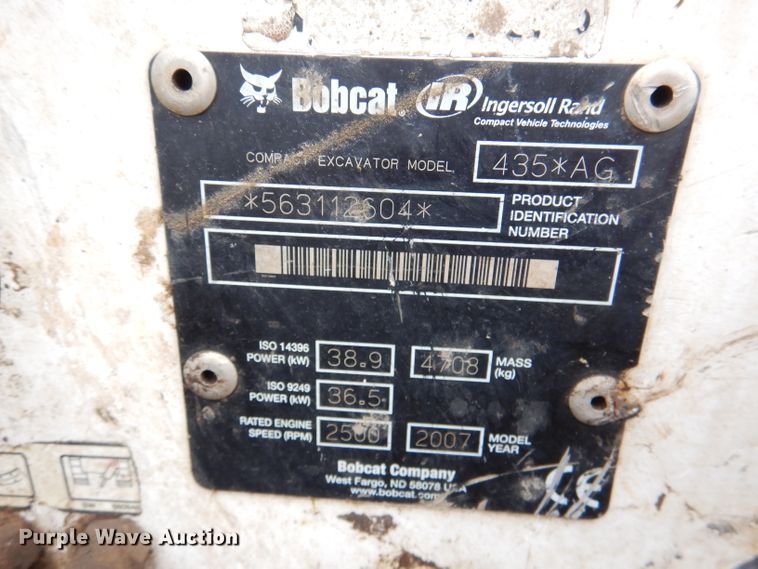 Bobcat. IR Ingersoll Rand
Compact Vehicle Technologies
COMPACT EXCAVATOR MODEL 435*AG
*563112604* PRODUCT
IDENTIFICATION
NUMBER
ISO 14396
POWER (kW) 38.9 4708 MASS
(kg)
ISO 9249
POWER (kW) 36.5
RATED ENGINE
SPEED (RPM) 2500 2007 MODEL
YEAR
Bobcat Company
West Fargo, ND 58078 USA
www.bobcat.com
CE
Purple Wave Auction